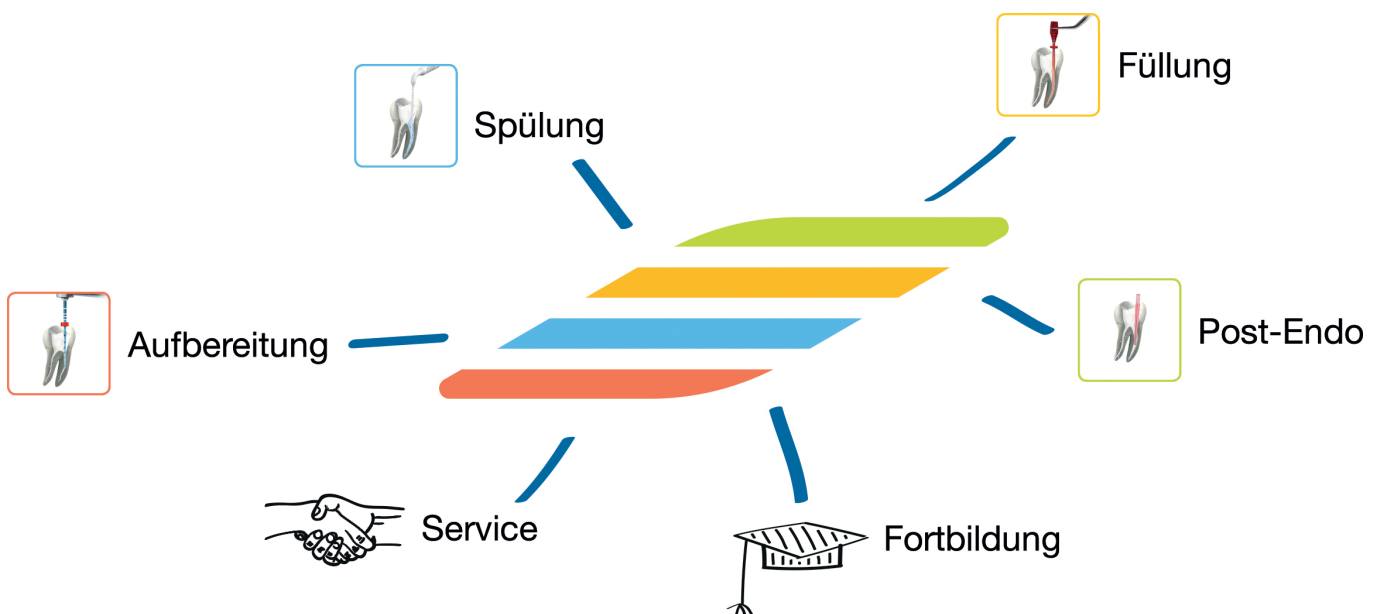 Füllung
Spülung
Aufbereitung
Post-Endo
Service
Fortbildung